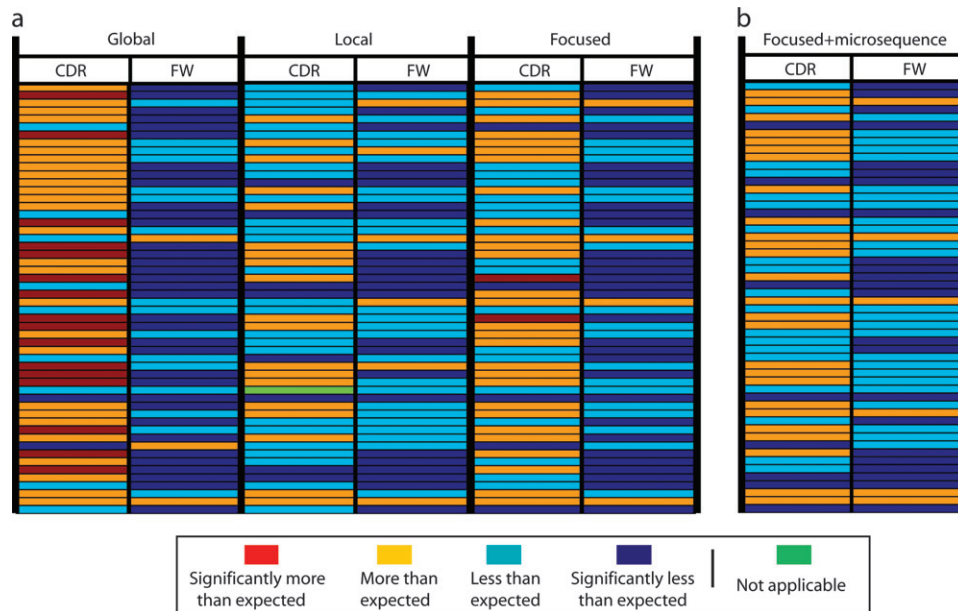 a
b
Global Local Focused
Focused+microsequence
CDR FW CDR FW CDR FW
CDR FW
Significantly more
than expected
More than
expected
Less than
expected
Significantly less
than expected
Not applicable